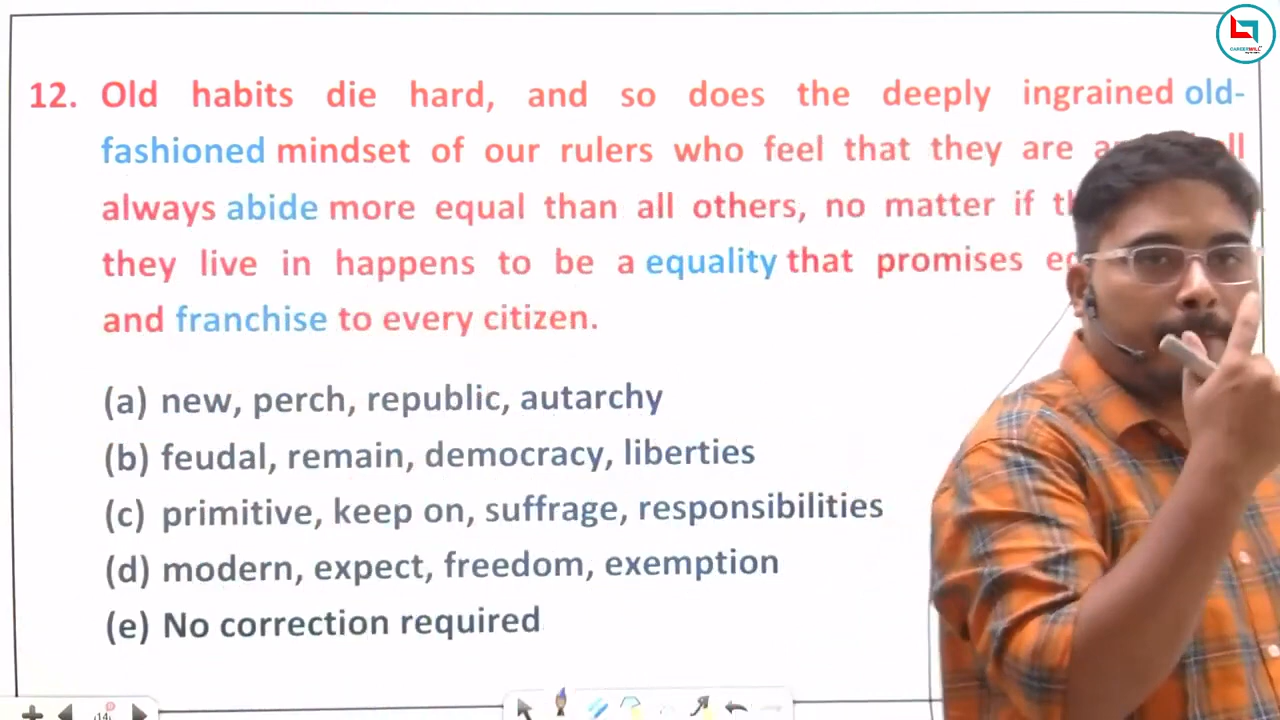 12. Old habits die hard, and so does the deeply ingrained old-
fashioned mindset of our rulers who feel that they are
always abide more equal than all others, no matter if
they live in happens to be a equality that promises
and franchise to every citizen.
(a) new, perch, republic, autarchy
(b) feudal, remain, democracy, liberties
(c) primitive, keep on, suffrage, responsibilities
(d) modern, expect, freedom, exemption
(e) No correction required